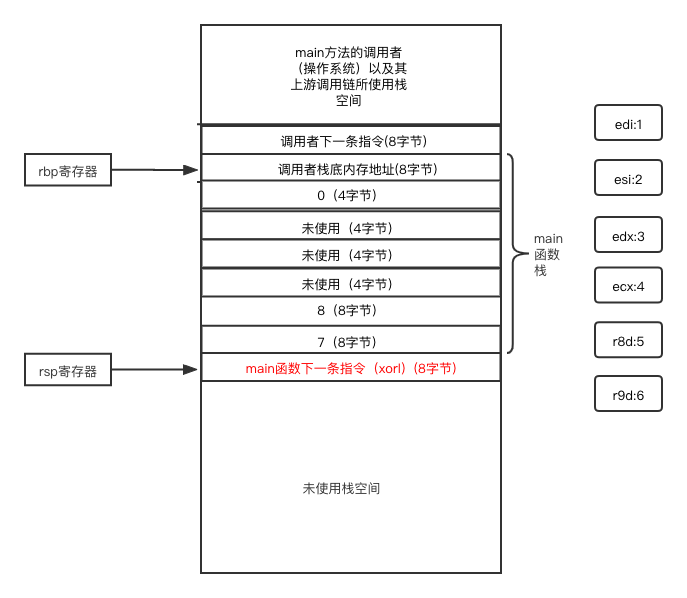 main方法的调用者
（操作系统）以及其
上游调用链所使用栈
空间
调用者下一条指令(8字节)
调用者栈底内存地址(8字节)
0（4字节)
未使用（4字节)
未使用（4字节)
未使用（4字节)
8（8字节)
7（8字节)
main函数下一条指令（xorl)（8字节)
未使用栈空间
rbp寄存器
rsp寄存器
main
函数
栈
edi:1
esi:2
edx:3
ecx:4
r8d:5
r9d:6